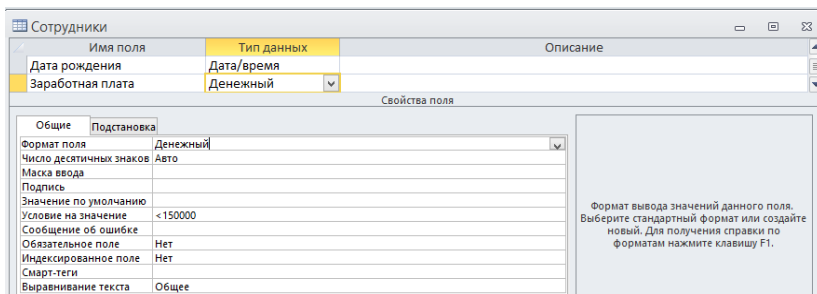 Сотрудники
Имя поля Тип данных Описание
Дата рождения Дата/время
Заработная плата Денежный
Свойства поля
Общие Подстановка
Формат поля Денежный
Число десятичных знаков Авто
Маска ввода
Подпись
Значение по умолчанию
Условие на значение <150000
Сообщение об ошибке
Обязательное поле Нет
Индексированное поле Нет
Смарт-теги
Выравнивание текста Общее
Формат вывода значений данного поля.
Выберите стандартный формат или создайте
новый. Для получения справки по
форматам нажмите клавишу F1.